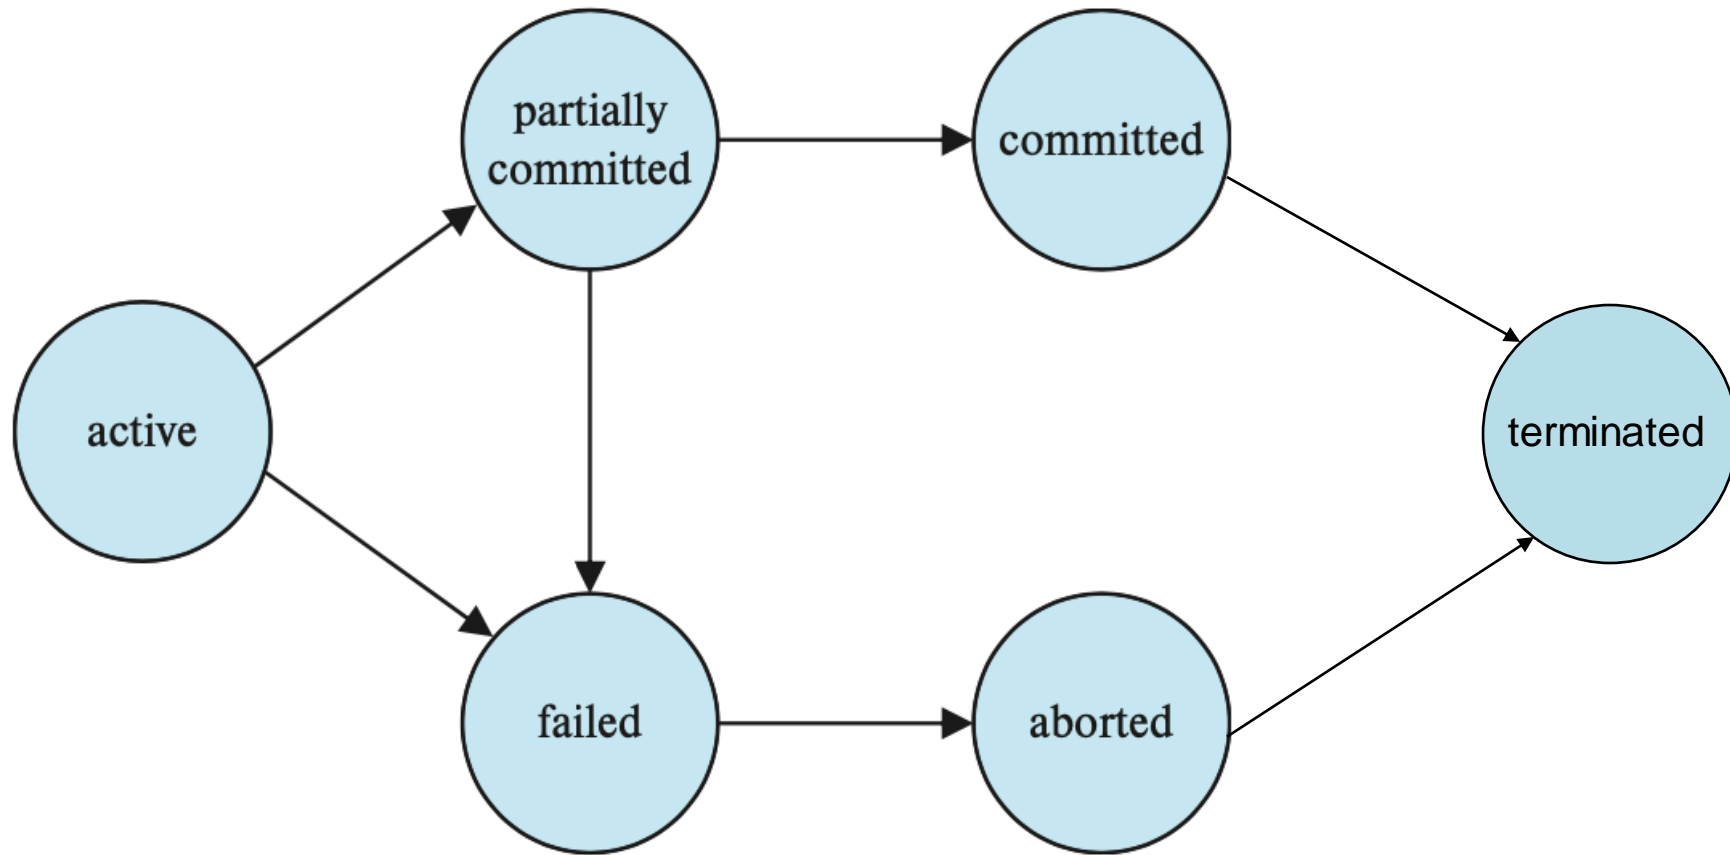 partially
committed
committed
active
terminated
failed
aborted